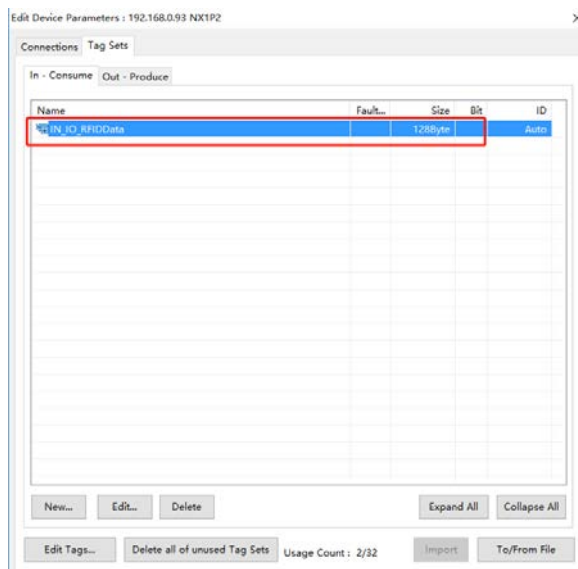 Edit Device Parameters : 192.168.0.93 NX1P2
Connections Tag Sets
In - Consume Out - Produce
Name Fault... Size Bit ID
IN_IO_RFIDData 128Byte Auto
New... Edit... Delete Expand All Collapse All
Edit Tags... Delete all of unused Tag Sets Usage Count : 2/32 Import To/From File